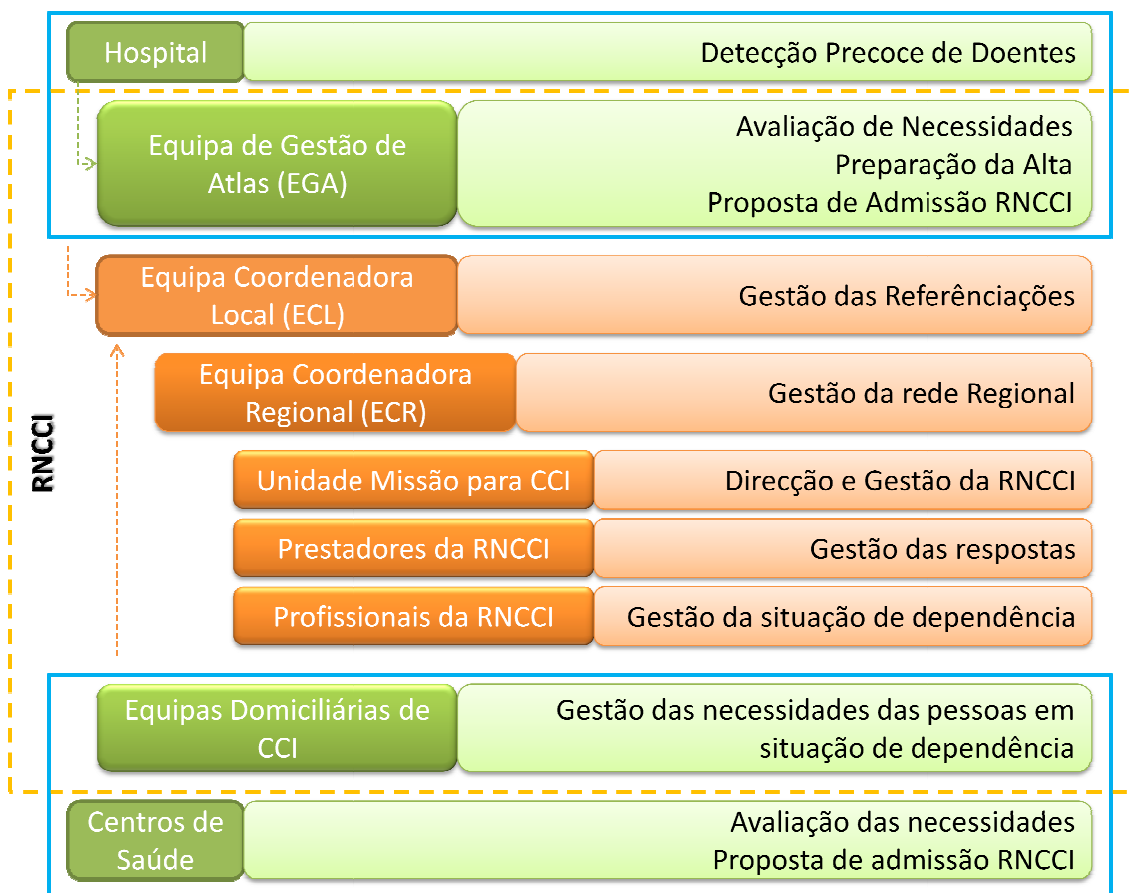 Hospital
Detecção Precoce de Doentes
Equipa de Gestão de
Atlas (EGA)
Avaliação de Necessidades
Preparação da Alta
Proposta de Admissão RNCCI
Equipa Coordenadora
Local (ECL)
Gestão das Referênciações
Equipa Coordenadora
Regional (ECR)
Gestão da rede Regional
RNCCI
Unidade Missão para CCI
Direcção e Gestão da RNCCI
Prestadores da RNCCI
Gestão das respostas
Profissionais da RNCCI
Gestão da situação de dependência
Equipas Domiciliárias de
CCI
Gestão das necessidades das pessoas em
situação de dependência
Centros de
Saúde
Avaliação das necessidades
Proposta de admissão RNCCI